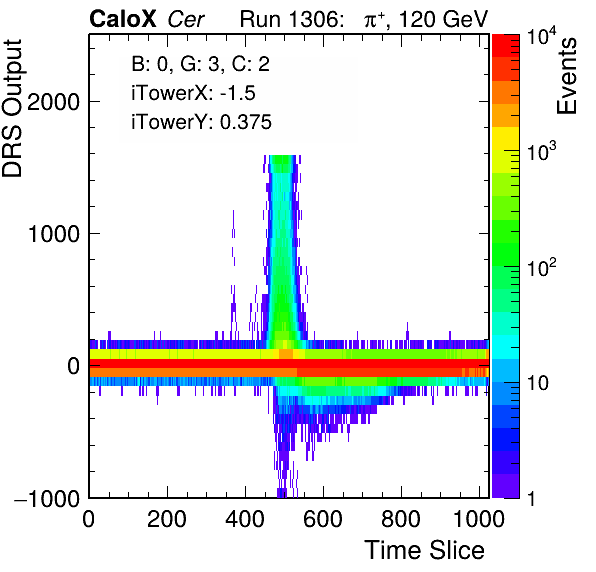 CaloX Cer Run 1306: π⁺, 120 GeV
B: 0, G: 3, C: 2
iTowerX: -1.5
iTowerY: 0.375
DRS Output
2000
1000
0
−1000
0 200 400 600 800 1000
Time Slice
Events
10⁴
10³
10²
10
1